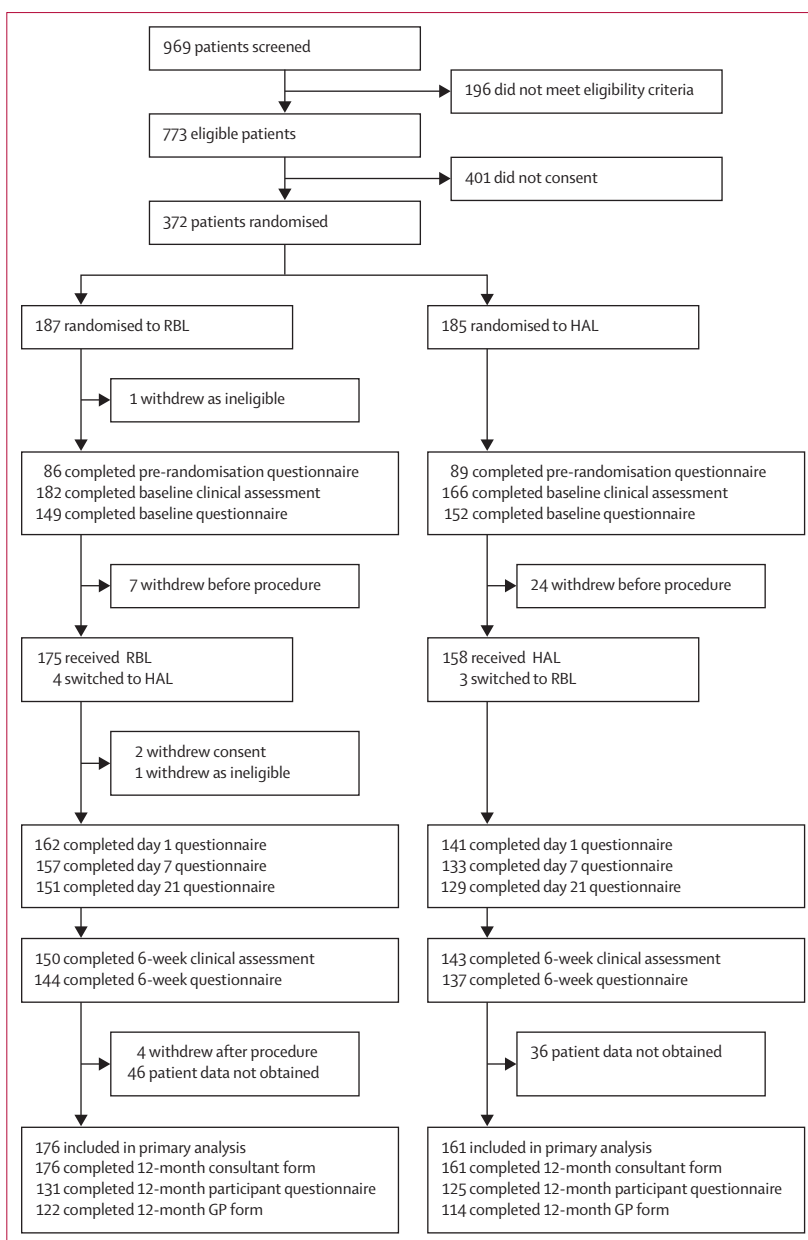 969 patients screened
196 did not meet eligibility criteria
773 eligible patients
401 did not consent
372 patients randomised
187 randomised to RBL
185 randomised to HAL
1 withdrew as ineligible
86 completed pre-randomisation questionnaire
182 completed baseline clinical assessment
149 completed baseline questionnaire
89 completed pre-randomisation questionnaire
166 completed baseline clinical assessment
152 completed baseline questionnaire
7 withdrew before procedure
24 withdrew before procedure
175 received RBL
4 switched to HAL
158 received HAL
3 switched to RBL
2 withdrew consent
1 withdrew as ineligible
162 completed day 1 questionnaire
157 completed day 7 questionnaire
151 completed day 21 questionnaire
141 completed day 1 questionnaire
133 completed day 7 questionnaire
129 completed day 21 questionnaire
150 completed 6-week clinical assessment
144 completed 6-week questionnaire
143 completed 6-week clinical assessment
137 completed 6-week questionnaire
4 withdrew after procedure
46 patient data not obtained
36 patient data not obtained
176 included in primary analysis
176 completed 12-month consultant form
131 completed 12-month participant questionnaire
122 completed 12-month GP form
161 included in primary analysis
161 completed 12-month consultant form
125 completed 12-month participant questionnaire
114 completed 12-month GP form